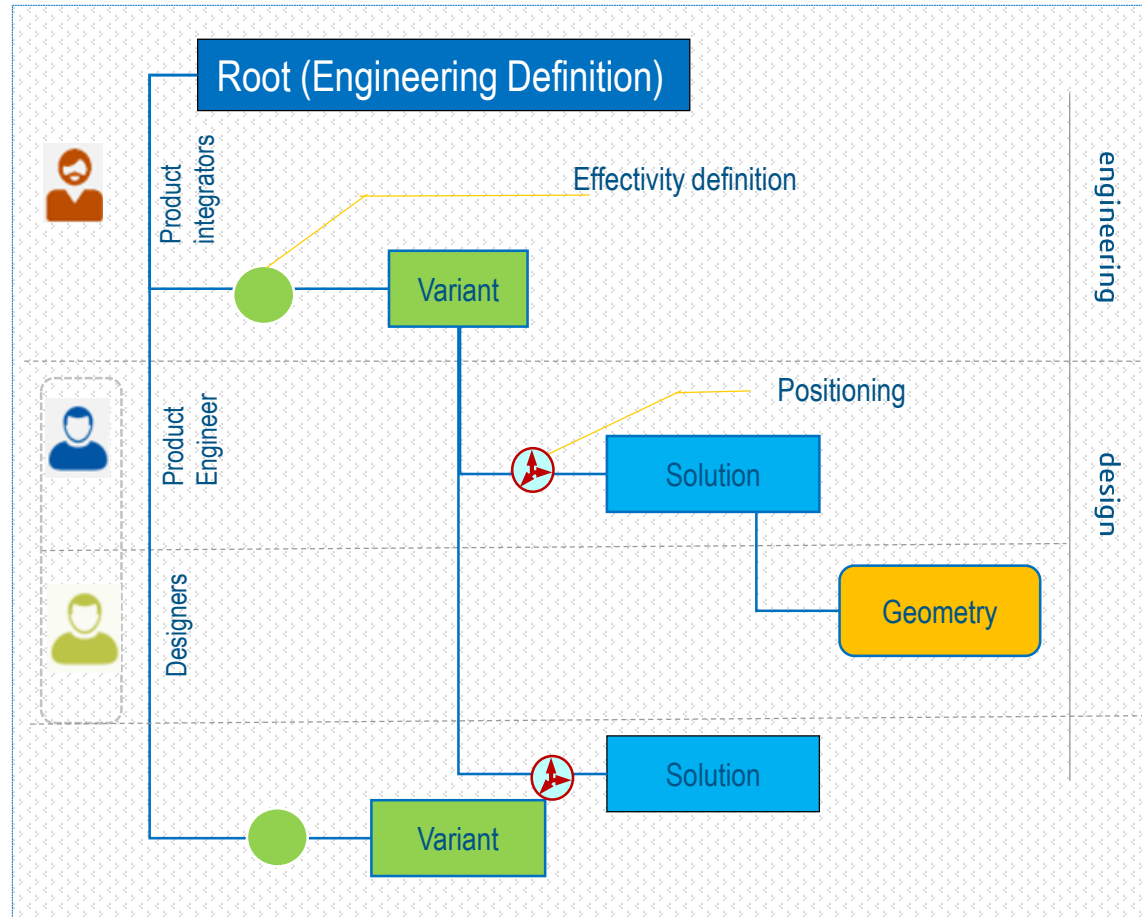 Root (Engineering Definition)
Product
integrators
Effectivity definition
engineering
Variant
Product
Engineer
Positioning
Solution
design
Designers
Geometry
Solution
Variant